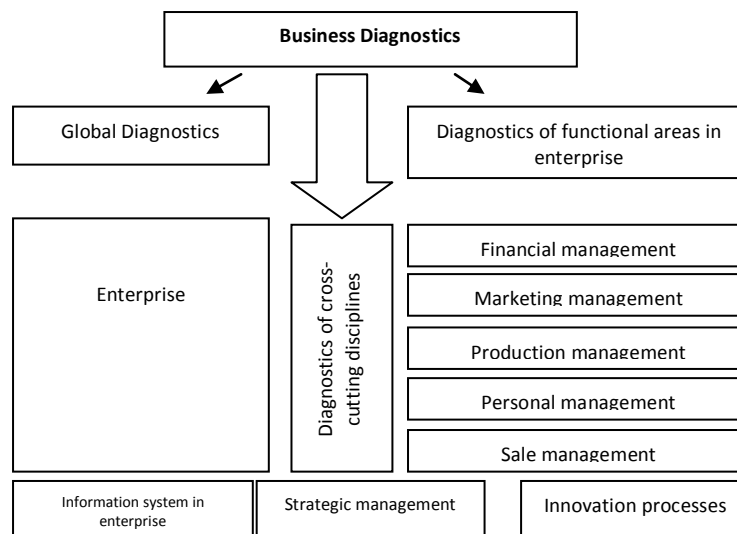 Business Diagnostics
Global Diagnostics
Diagnostics of functional areas in
enterprise
Enterprise
Diagnostics of cross-
cutting disciplines
Financial management
Marketing management
Production management
Personal management
Sale management
Information system in
enterprise
Strategic management
Innovation processes